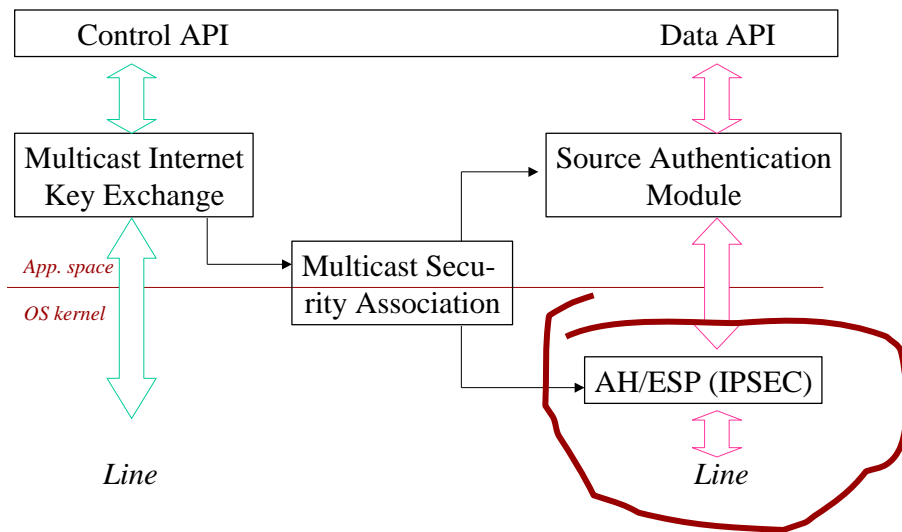 Control API
Data API
Multicast Internet
Key Exchange
Source Authentication
Module
Multicast Secu-
rity Association
App. space
OS kernel
AH/ESP (IPSEC)
Line
Line